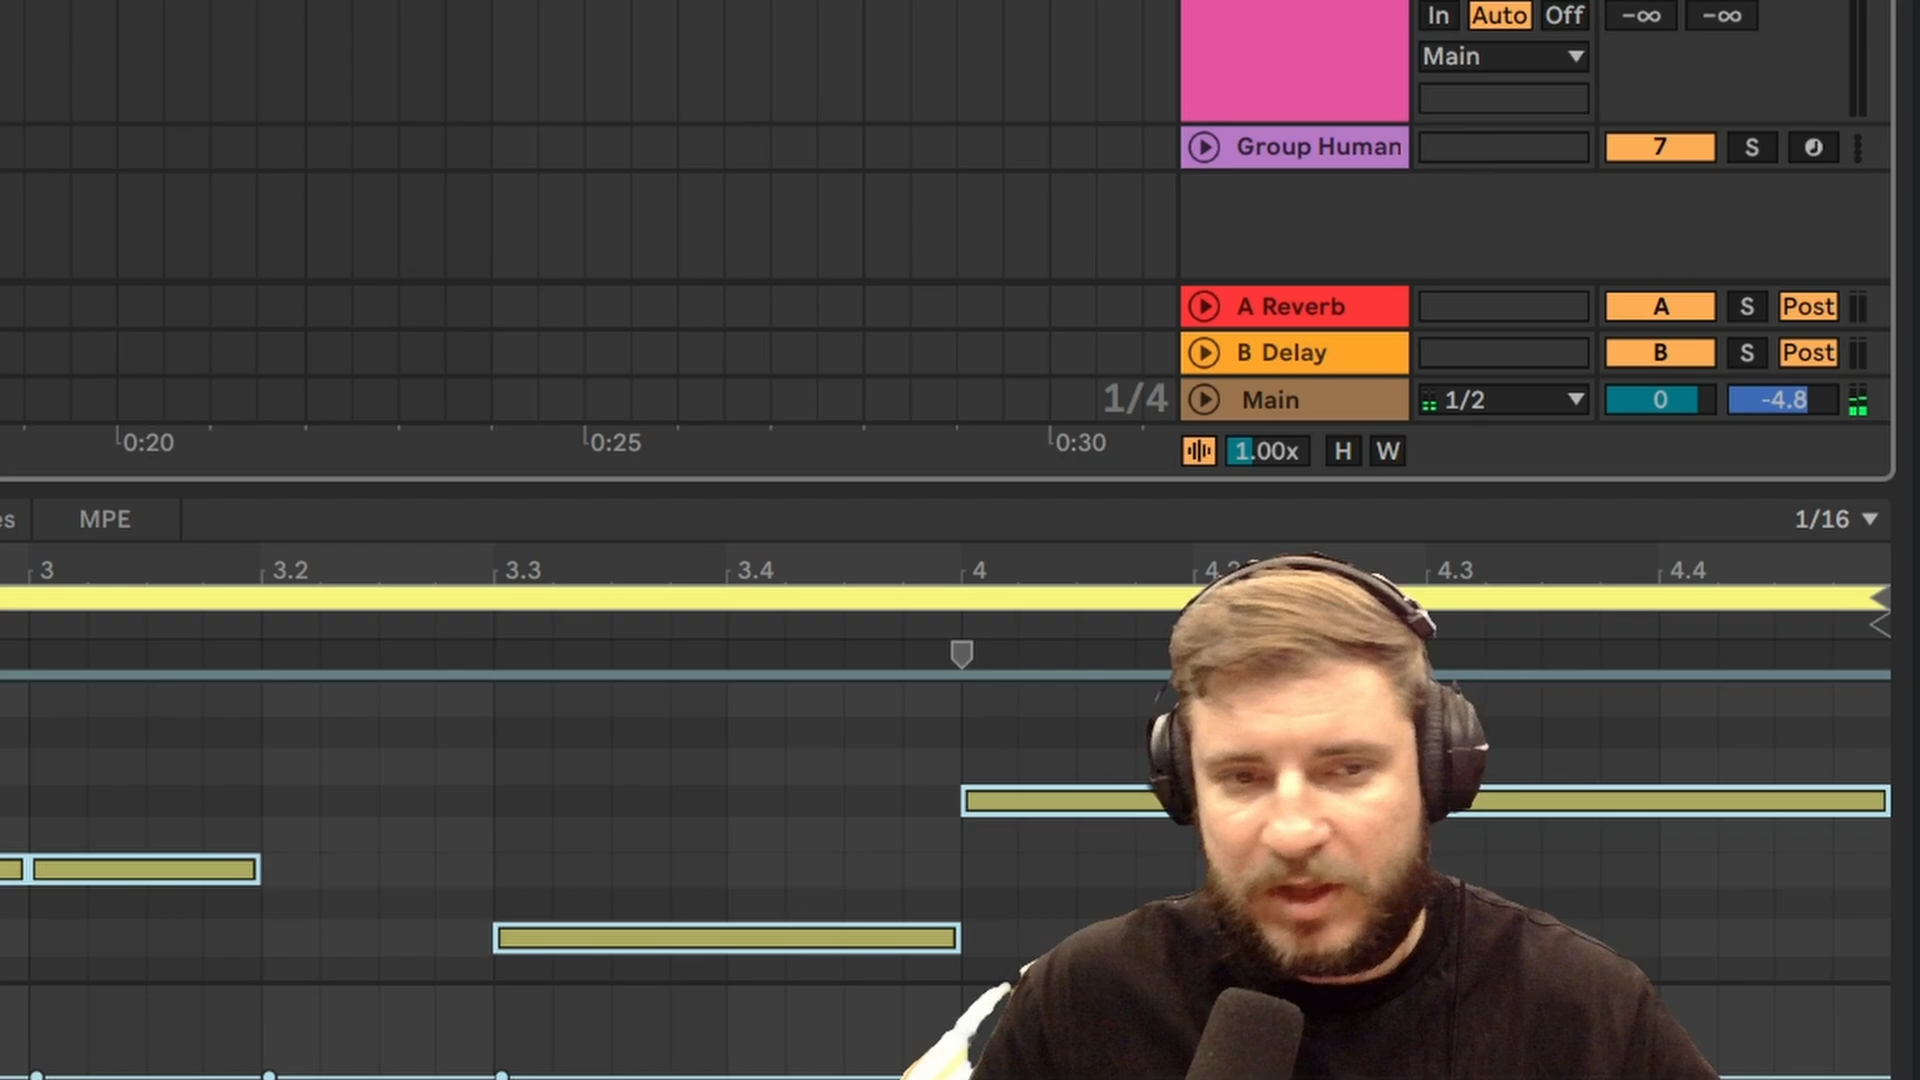 In Auto Off -∞ -∞
Main
Group Human 7 S
A Reverb A S Post
B Delay B S Post
1/4 Main 1/2 0 -4.8
0:20 0:25 0:30 1.00x H W
es MPE 1/16
3 3.2 3.3 3.4 4 4.3 4.4